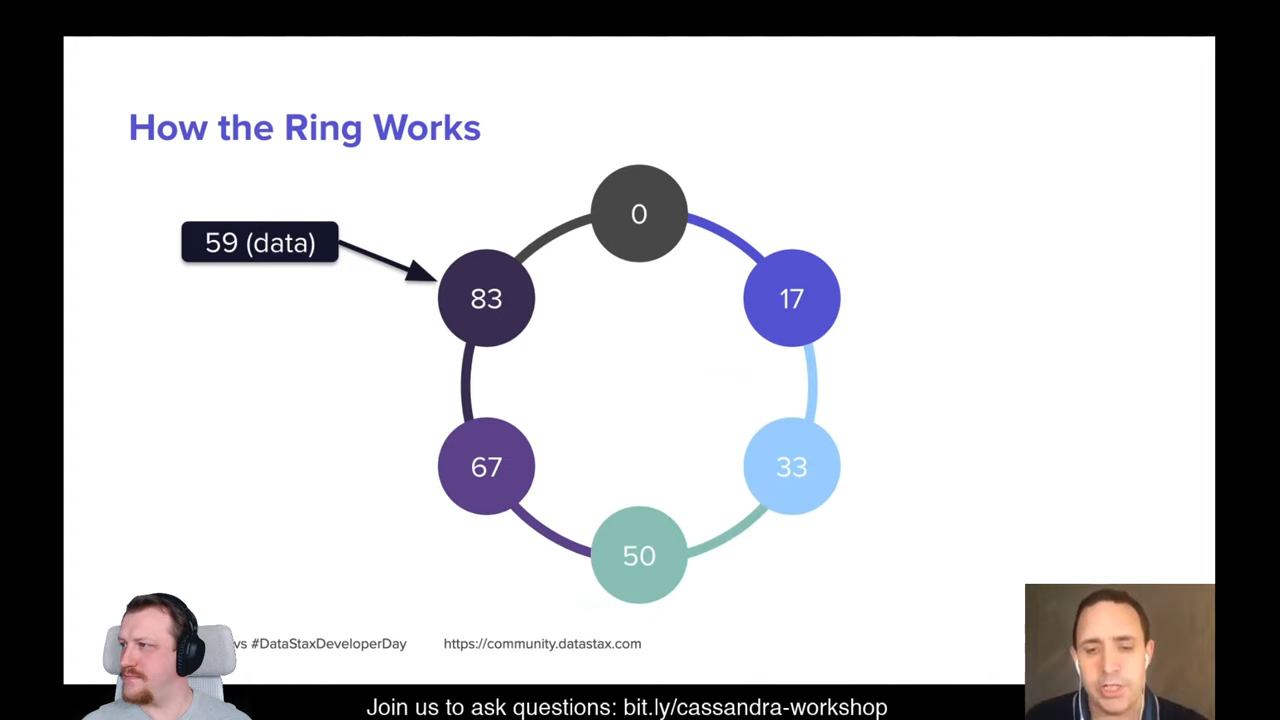 How the Ring Works
0
59 (data)
83
17
67
33
50
#DataStaxDeveloperDay https://community.datastax.com
Join us to ask questions: bit.ly/cassandra-workshop